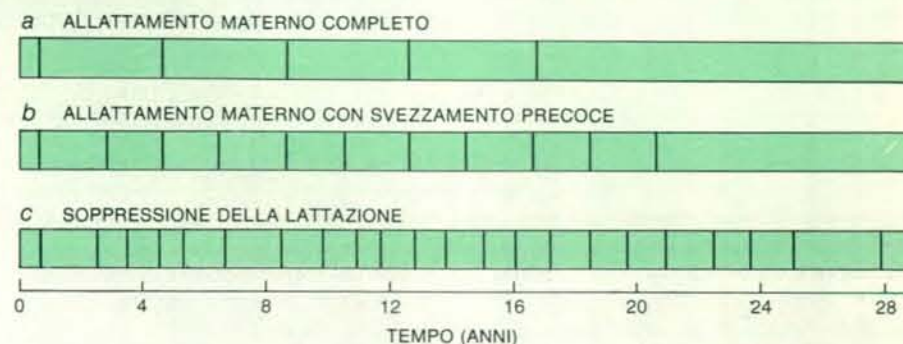 a ALLATTAMENTO MATERNO COMPLETO
b ALLATTAMENTO MATERNO CON SVEZZAMENTO PRECOCE
c SOPPRESSIONE DELLA LATTAZIONE
0 4 8 12 16 20 24 28
TEMPO (ANNI)